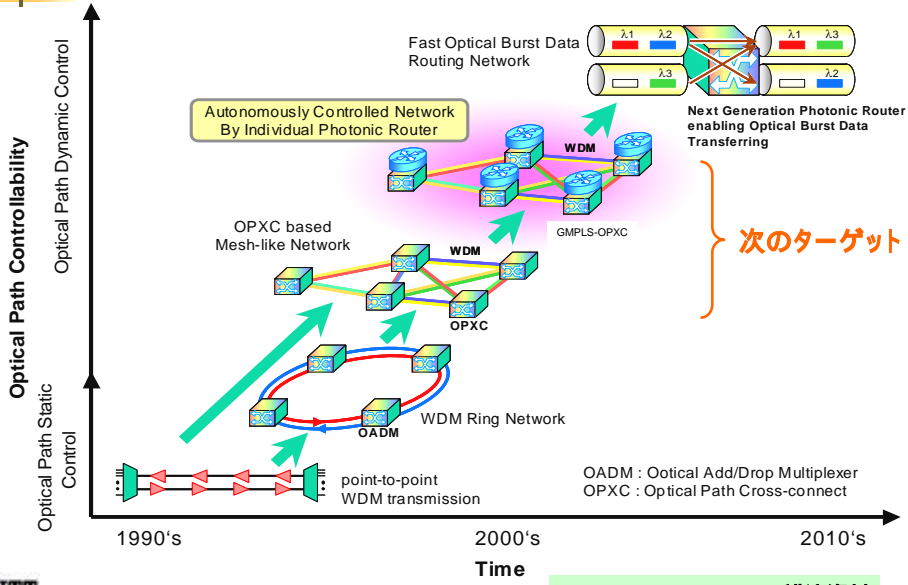 Fast Optical Burst Data
Routing Network
λ1 λ2
λ3
λ1 λ3
λ2
Next Generation Photonic Router
enabling Optical Burst Data
Transferring
Autonomously Controlled Network
By Individual Photonic Router
WDM
GMPLS-OPXC
OPXC based
Mesh-like Network
WDM
OPXC
次のターゲット
WDM Ring Network
OADM
point-to-point
WDM transmission
OADM : Ootical Add/Drop Multiplexer
OPXC : Optical Path Cross-connect
Optical Path Controllability
Optical Path Dynamic Control
Optical Path Static
Control
1990's
2000's
2010's
Time